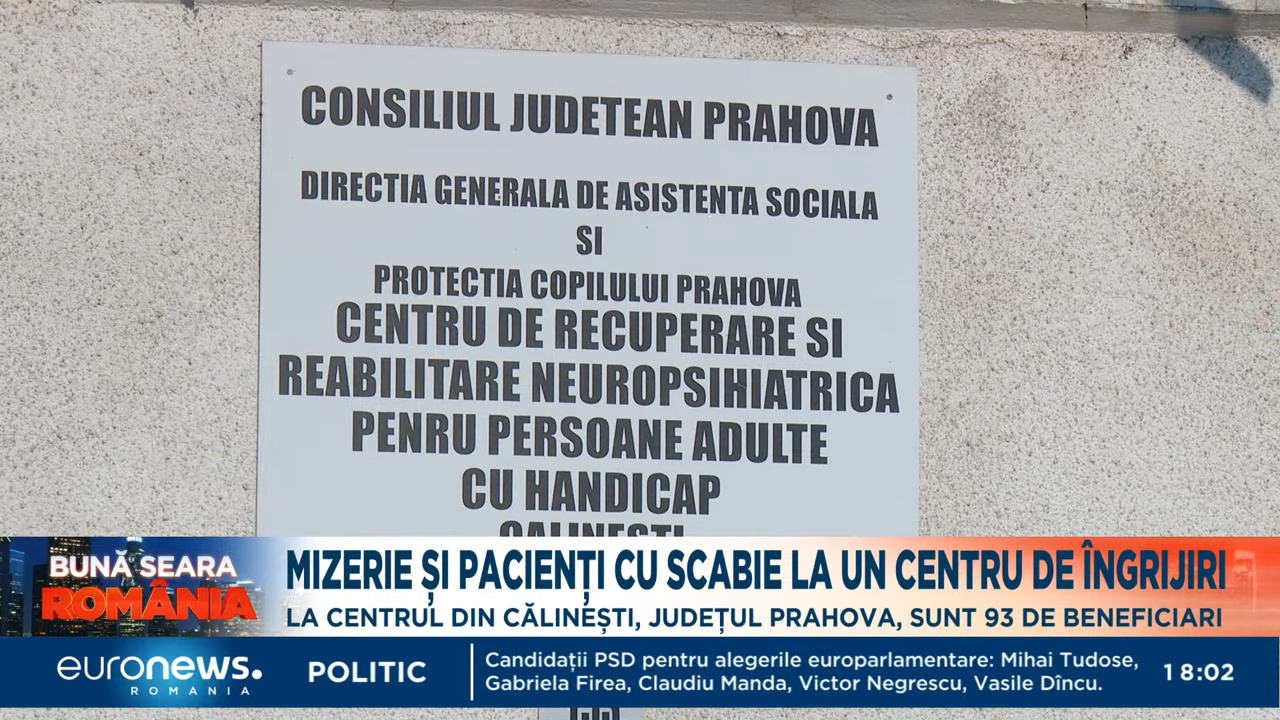 CONSILIUL JUDETEAN PRAHOVA
DIRECTIA GENERALA DE ASISTENTA SOCIALA
SI
PROTECTIA COPILULUI PRAHOVA
CENTRU DE RECUPERARE SI
REABILITARE NEUROPSIHIATRICA
PENRU PERSOANE ADULTE
CU HANDICAP
CALINESTI
BUNĂ SEARA
ROMÂNIA
MIZERIE ȘI PACIENȚI CU SCABIE LA UN CENTRU DE ÎNGRIJIRI
LA CENTRUL DIN CĂLINEȘTI, JUDEȚUL PRAHOVA, SUNT 93 DE BENEFICIARI
euronews.
ROMANIA
POLITIC
Candidații PSD pentru alegerile europarlamentare: Mihai Tudose,
Gabriela Firea, Claudiu Manda, Victor Negrescu, Vasile Dîncu.
18:02